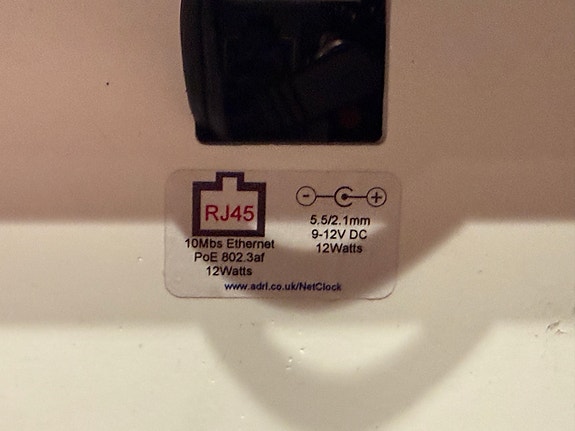 RJ45
10Mbs Ethernet
PoE 802.3af
12Watts
- +
5.5/2.1mm
9-12V DC
12Watts
www.adrl.co.uk/NetClock